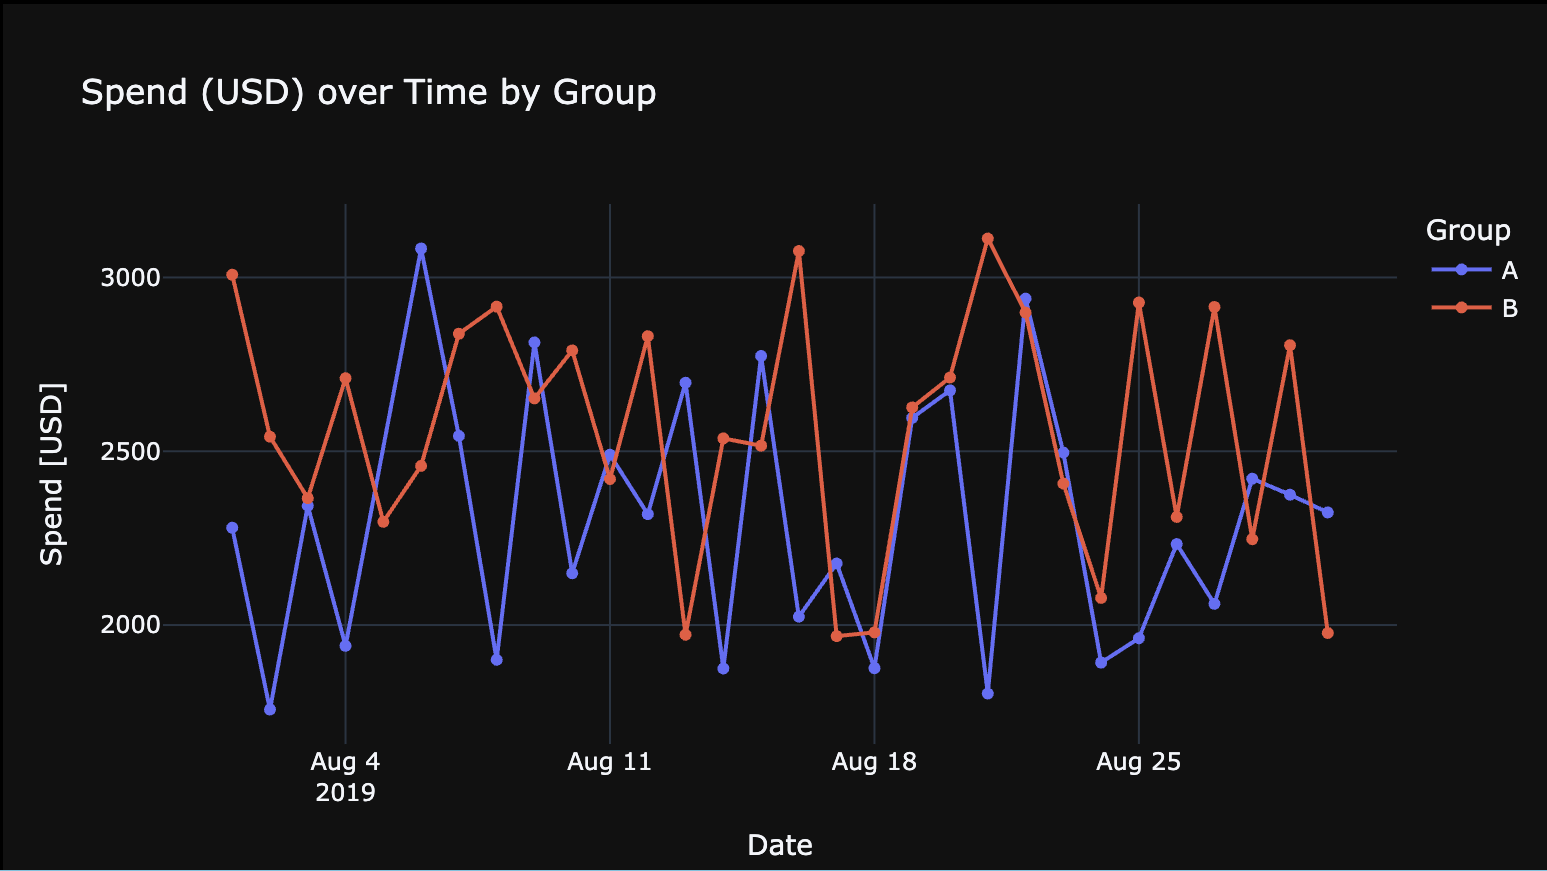 Spend (USD) over Time by Group
Group
A
B
3000
2500
2000
Spend [USD]
Aug 4
2019
Aug 11
Aug 18
Aug 25
Date